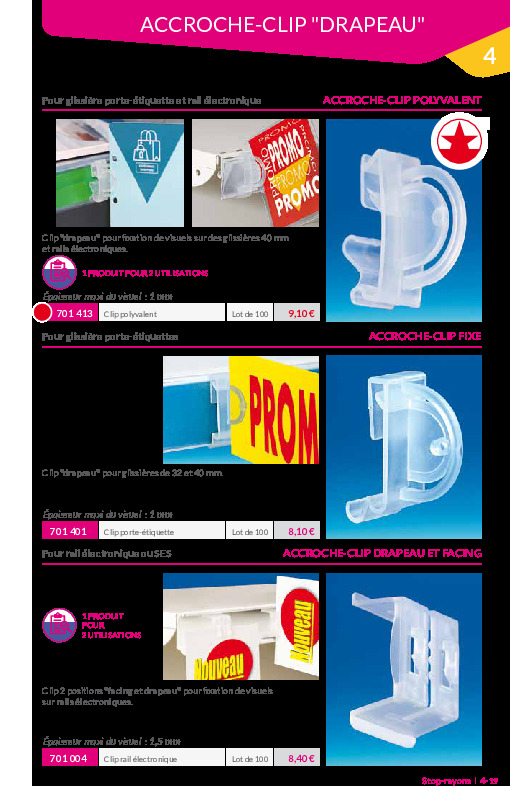 ACCROCHE-CLIP "DRAPEAU"
4
Pour glissière porte-étiquette et rail électronique
ACCROCHE-CLIP POLYVALENT
PROMO
PROMO
PROMO
PROMO
Clip "drapeau" pour fixation de visuels sur des glissières 40 mm
et rails électroniques.
1 PRODUIT POUR 2 UTILISATIONS
Épaisseur maxi du visuel : 1 mm
701 413 Clip polyvalent Lot de 100 9,10 €
Pour glissière porte-étiquettes
ACCROCHE-CLIP FIXE
PROM
Clip "drapeau" pour glissières de 32 et 40 mm.
Épaisseur maxi du visuel : 1 mm
701 401 Clip porte-étiquette Lot de 100 8,10 €
Pour rail électronique ou SES
ACCROCHE-CLIP DRAPEAU ET FACING
1 PRODUIT
POUR
2 UTILISATIONS
Nouveau
Nouveau
Clip 2 positions "facing et drapeau" pour fixation de visuels
sur rails électroniques.
Épaisseur maxi du visuel : 1,5 mm
701 004 Clip rail électronique Lot de 100 8,40 €
Stop-rayons | 4-19